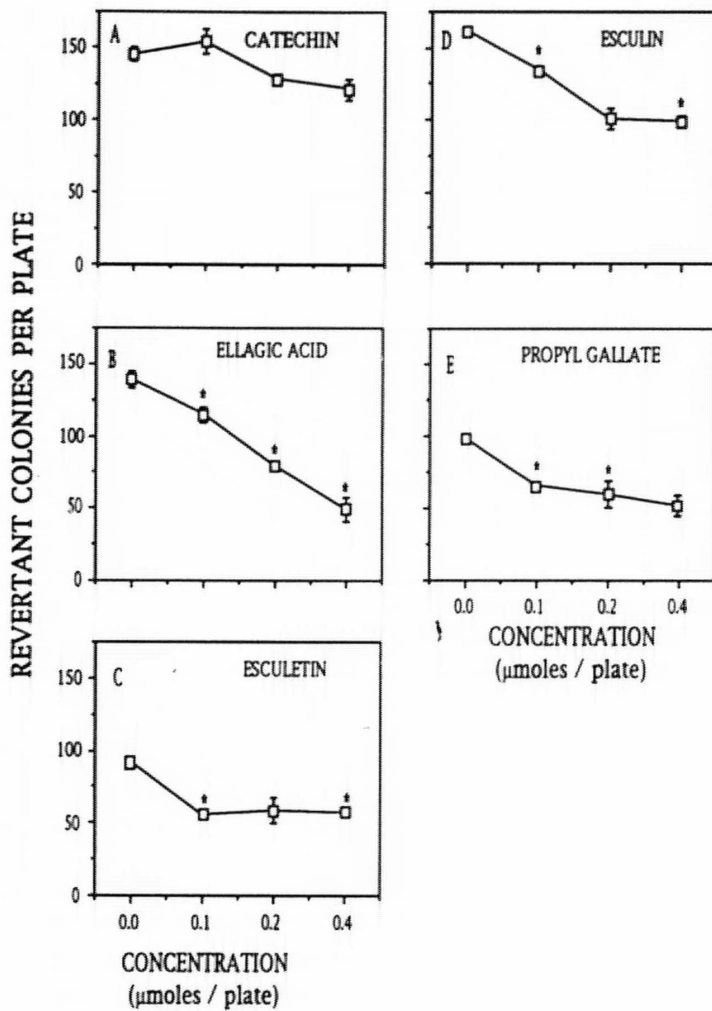 REVERTANT COLONIES PER PLATE
A CATECHIN
150
100
50
0
D ESCULIN
*
*
B ELLAGIC ACID
150
100
50
0
*
*
*
E PROPYL GALLATE
*
*
0.0 0.1 0.2 0.4
CONCENTRATION
(μmoles / plate)
C ESCULETIN
150
100
50
0
*
*
0.0 0.1 0.2 0.4
CONCENTRATION
(μmoles / plate)